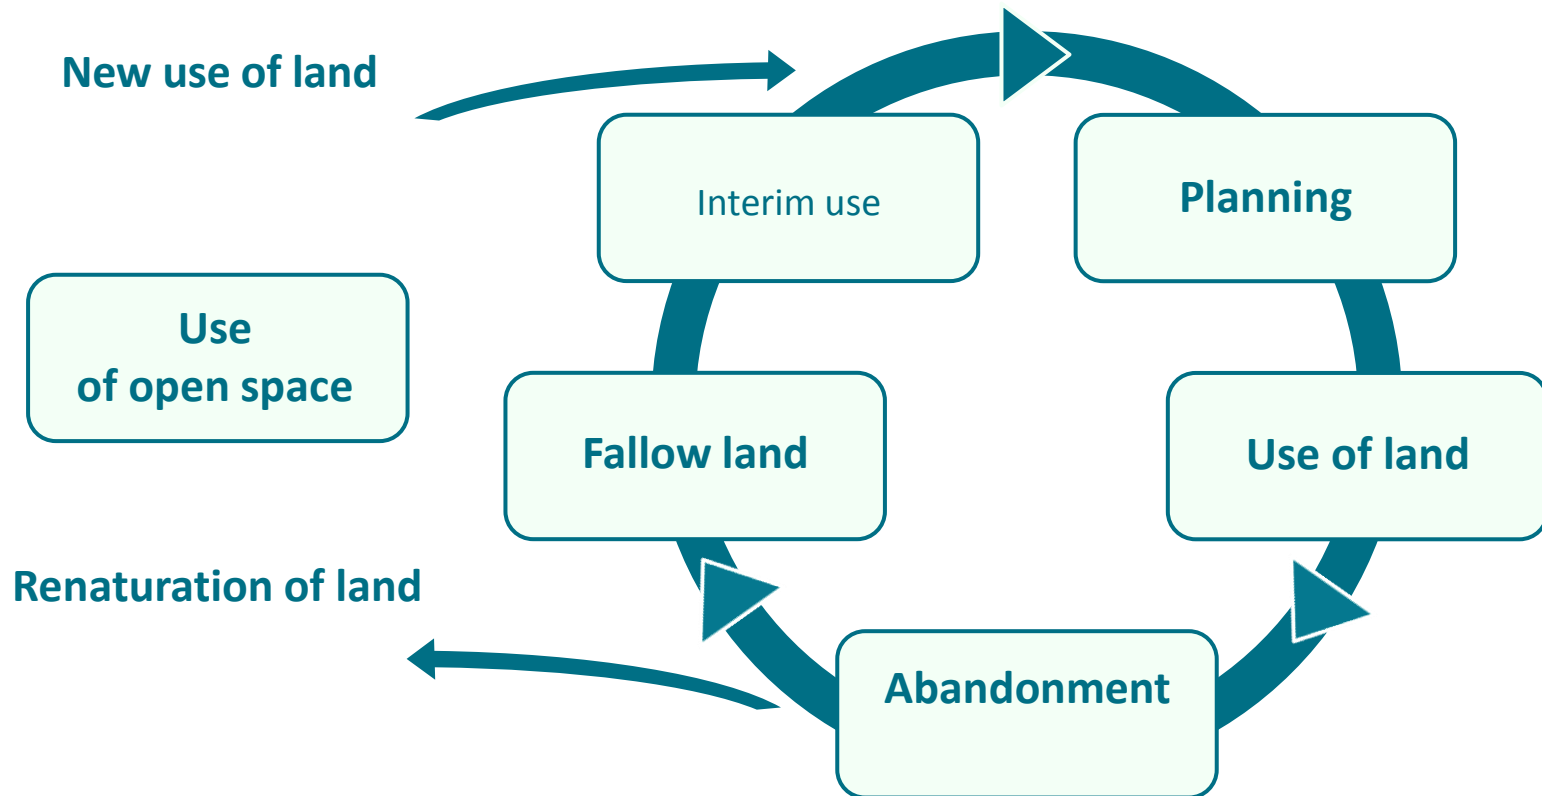 New use of land
Interim use
Planning
Use
of open space
Fallow land
Use of land
Renaturation of land
Abandonment